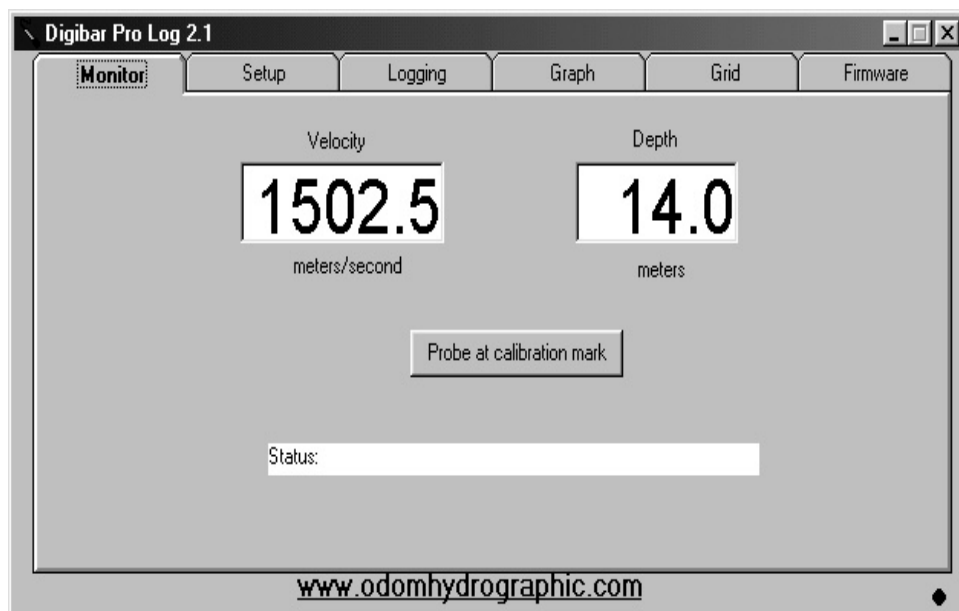 Digibar Pro Log 2.1
Monitor Setup Logging Graph Grid Firmware
Velocity Depth
1502.5 14.0
meters/second meters
Probe at calibration mark
Status:
www.odomhydrographic.com